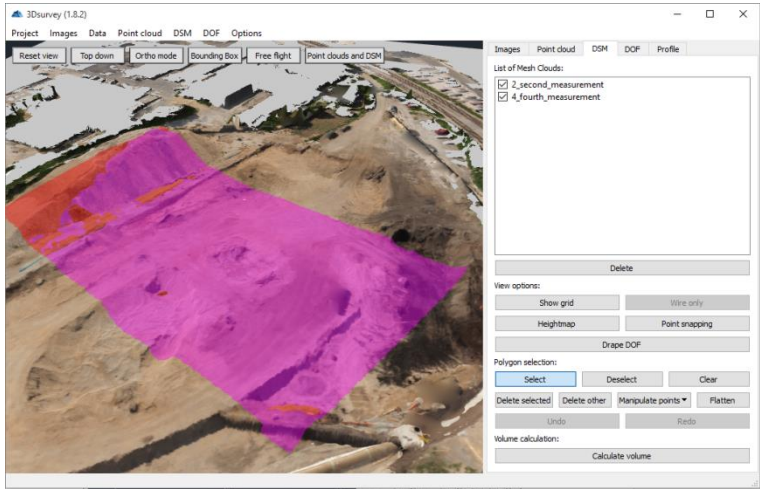 3Dsurvey (1.8.2)
Project Images Data Point cloud DSM DOF Options
Reset view Top down Ortho mode Bounding Box Free flight Point clouds and DSM
Images Point cloud DSM DOF Profile
List of Mesh Clouds:
2_second_measurement
4_fourth_measurement
Delete
View options:
Show grid Wire only
Heightmap Point snapping
Drape DOF
Polygon selection:
Select Deselect Clear
Delete selected Delete other Manipulate points Flatten
Undo Redo
Volume calculation:
Calculate volume